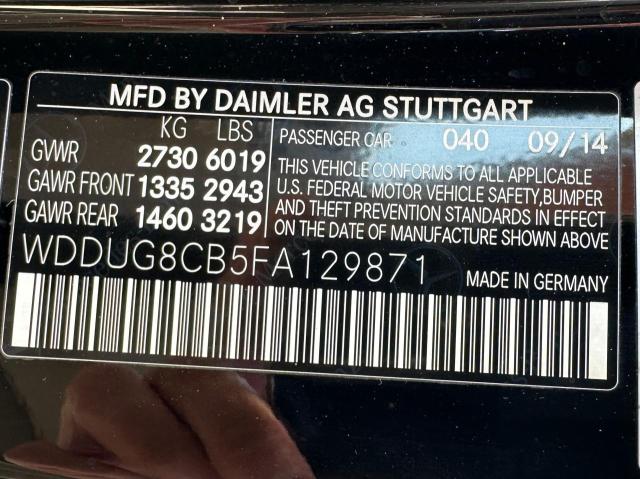 MFD BY DAIMLER AG STUTTGART
KG LBS
GVWR 2730 6019
GAWR FRONT 1335 2943
GAWR REAR 1460 3219
PASSENGER CAR 040 09/14
THIS VEHICLE CONFORMS TO ALL APPLICABLE
U.S. FEDERAL MOTOR VEHICLE SAFETY,BUMPER
AND THEFT PREVENTION STANDARDS IN EFFECT
ON THE DATE OF MANUFACTURE SHOWN ABOVE.
WDDUG8CB5FA129871
MADE IN GERMANY